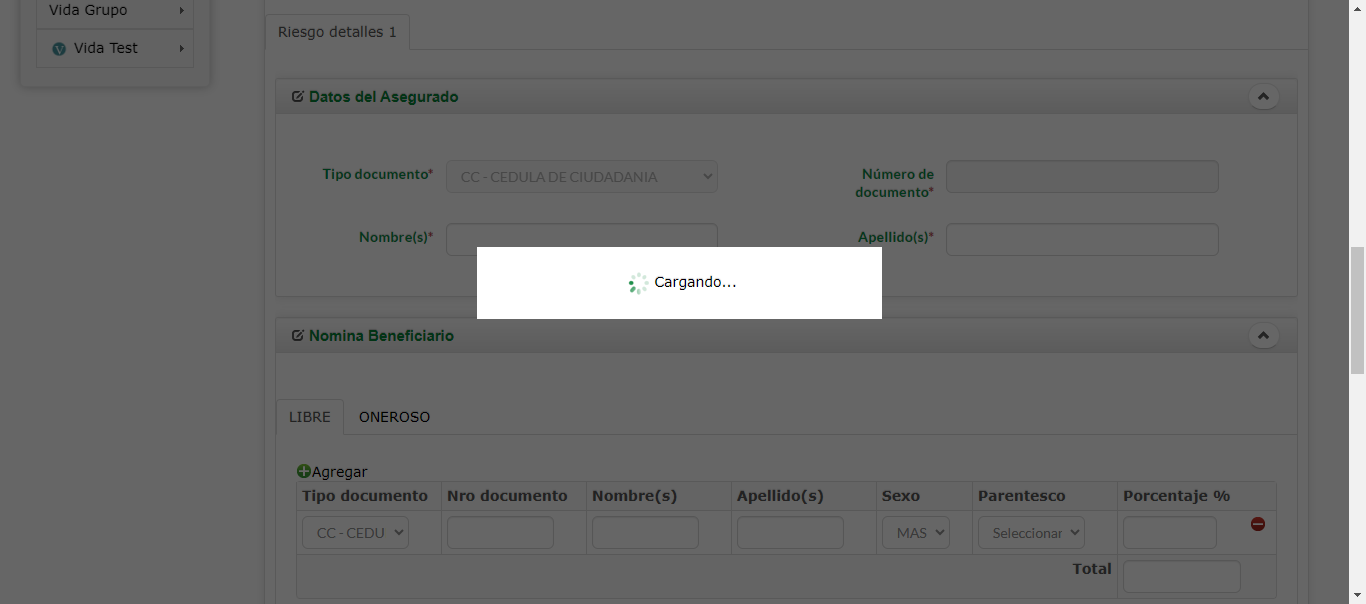 Vida Grupo
Vida Test
Riesgo detalles 1
Datos del Asegurado
Tipo documento* CC - CEDULA DE CIUDADANIA Número de documento*
Nombre(s)* Apellido(s)*
Cargando...
Nomina Beneficiario
LIBRE ONEROSO
Agregar
Tipo documento Nro documento Nombre(s) Apellido(s) Sexo Parentesco Porcentaje %
CC - CEDU MAS Seleccionar
Total